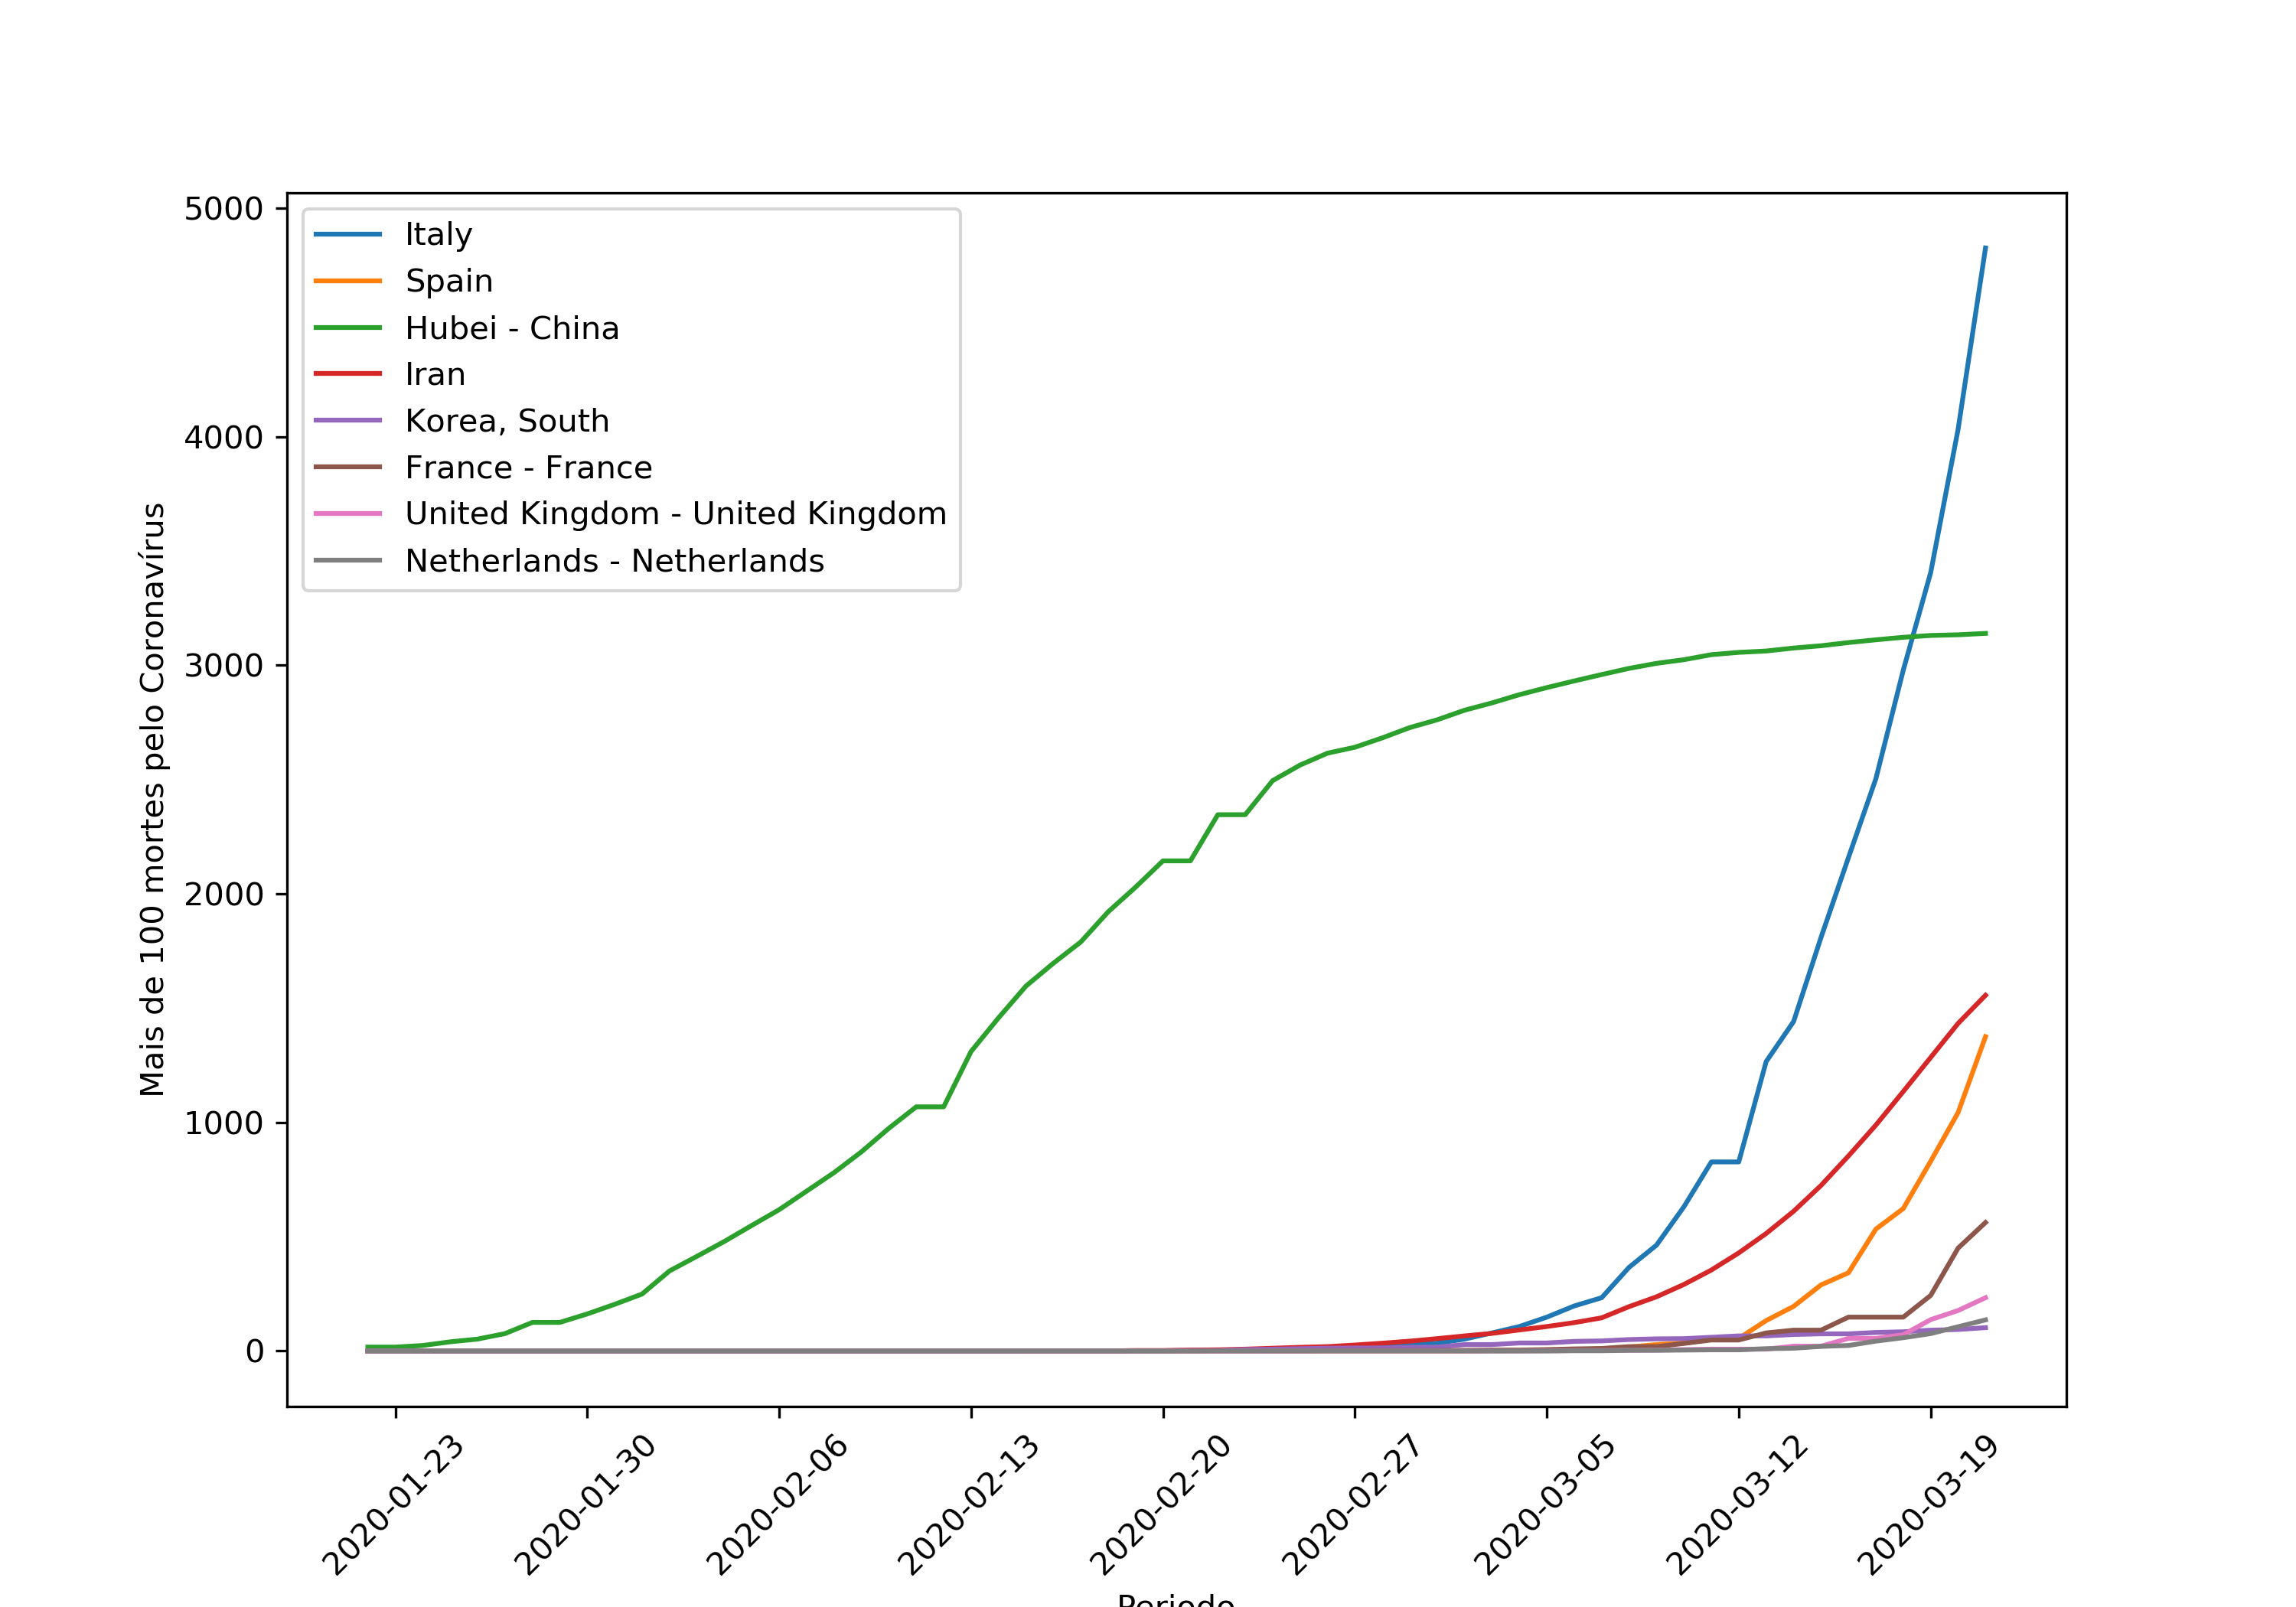 5000
4000
3000
2000
1000
0
Mais de 100 mortes pelo Coronavírus
Italy
Spain
Hubei - China
Iran
Korea, South
France - France
United Kingdom - United Kingdom
Netherlands - Netherlands
2020-01-23
2020-01-30
2020-02-06
2020-02-13
2020-02-20
2020-02-27
2020-03-05
2020-03-12
2020-03-19
Periodo